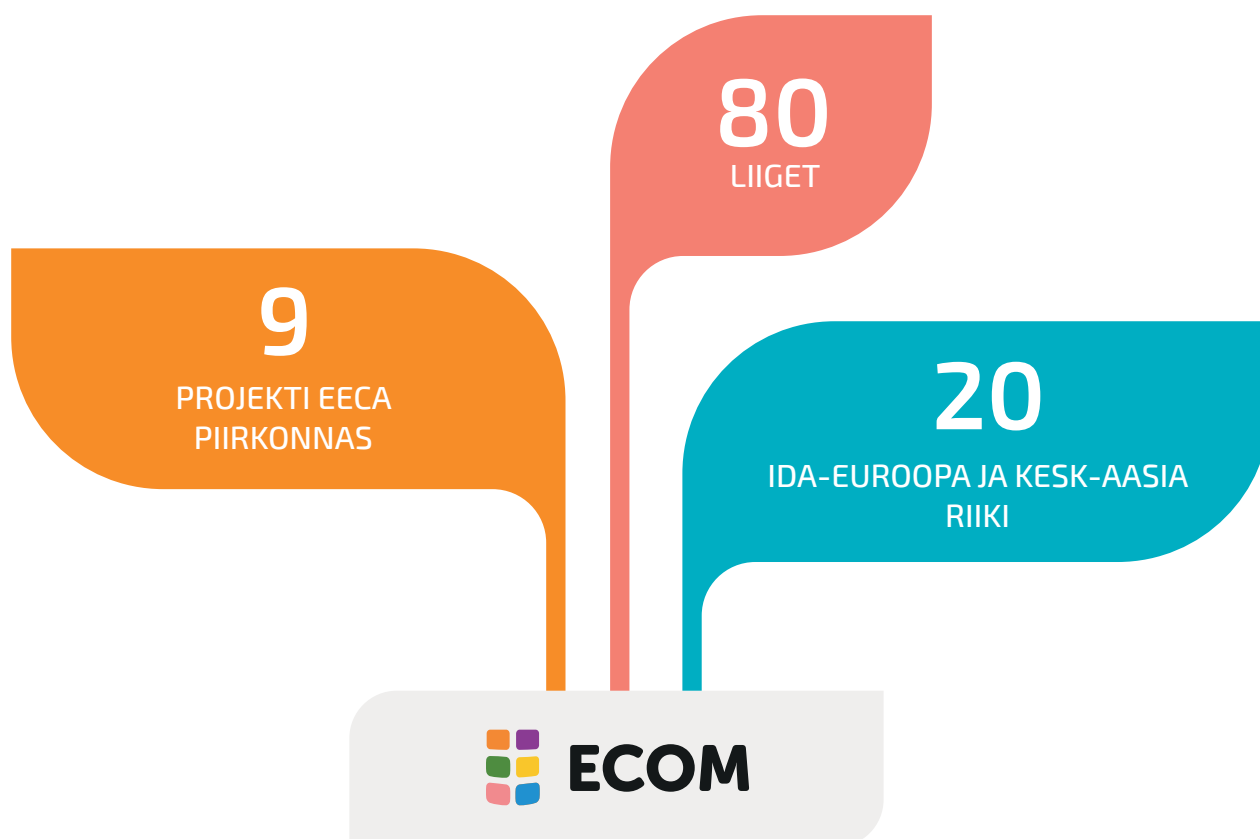 80
LIIGET
9
PROJEKTI EECA
PIIRKONNAS
20
IDA-EUROOPA JA KESK-AASIA
RIIKI
ECOM